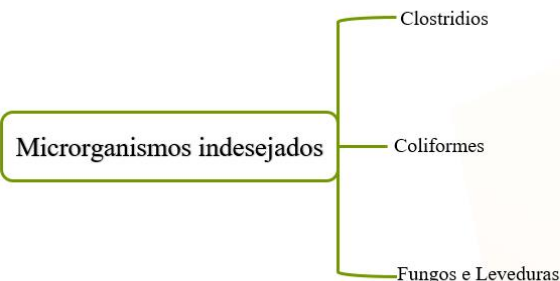 Clostridios
Microrganismos indesejados
Coliformes
Fungos e Leveduras